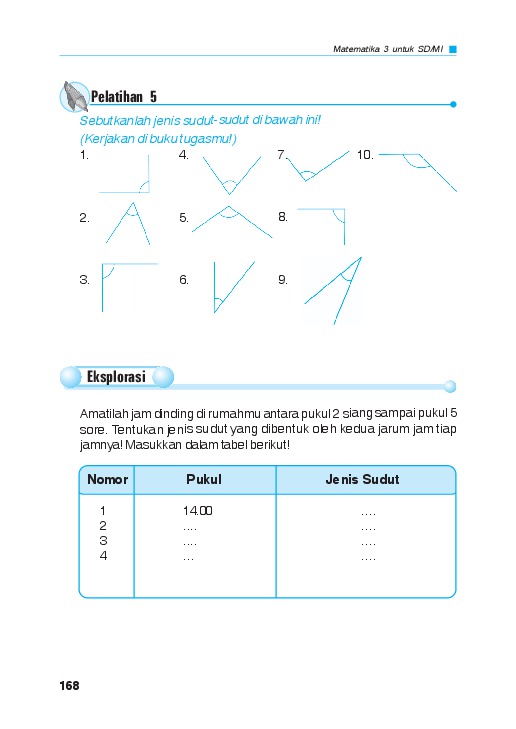 Matematika 3 untuk SD/MI
Pelatihan 5
Sebutkanlah jenis sudut-sudut di bawah ini!
(Kerjakan di buku tugasmu!)
1.
4.
7.
10.
2.
5.
8.
3.
6.
9.
Eksplorasi
Amatilah jam dinding di rumahmu antara pukul 2 siang sampai pukul 5
sore. Tentukan jenis sudut yang dibentuk oleh kedua jarum jam tiap
jamnya! Masukkan dalam tabel berikut!
Nomor Pukul Jenis Sudut
1 14.00 ....
2 .... ....
3 .... ....
4 ... ....
168